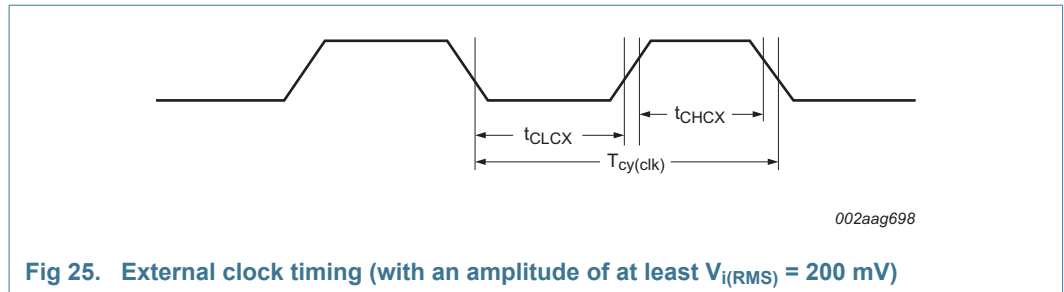 tCLCX
tCHCX
Tcy(clk)
002aag698
Fig 25. External clock timing (with an amplitude of at least Vi(RMS) = 200 mV)